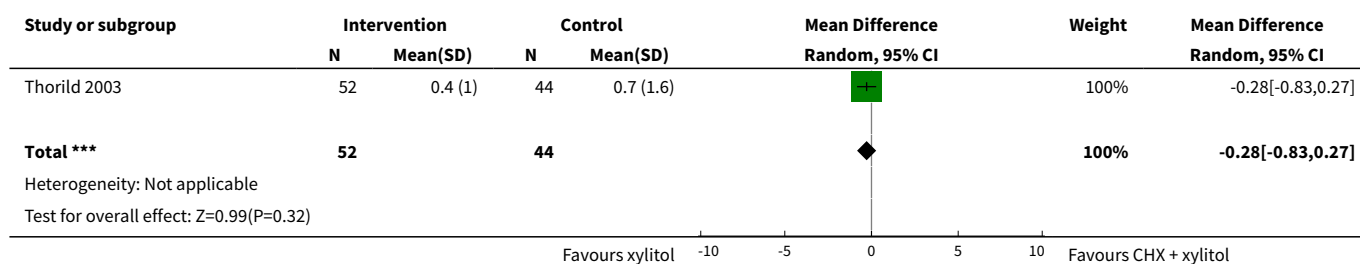 Study or subgroup Intervention Control Mean Difference Weight Mean Difference
N Mean(SD) N Mean(SD) Random, 95% CI Random, 95% CI
Thorild 2003 52 0.4 (1) 44 0.7 (1.6) 100% -0.28[-0.83,0.27]
Total *** 52 44 100% -0.28[-0.83,0.27]
Heterogeneity: Not applicable
Test for overall effect: Z=0.99(P=0.32)
Favours xylitol -10 -5 0 5 10 Favours CHX + xylitol